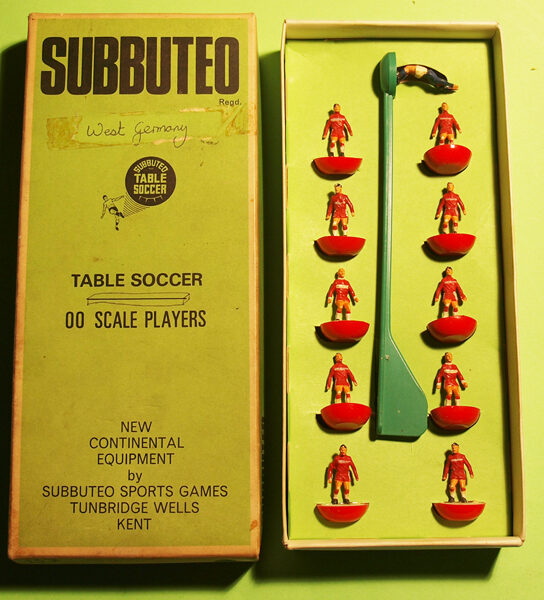 SUBBUTEO
Regd.
West Germany
SUBBUTEO
TABLE
SOCCER
TABLE SOCCER
00 SCALE PLAYERS
NEW
CONTINENTAL
EQUIPMENT
by
SUBBUTEO SPORTS GAMES
TUNBRIDGE WELLS
KENT